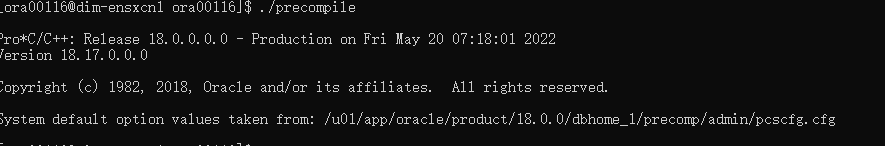 [ora00116@dim-ensxcn1 ora00116]$ ./precompile
Pro*C/C++: Release 18.0.0.0.0 - Production on Fri May 20 07:18:01 2022
Version 18.17.0.0.0
Copyright (c) 1982, 2018, Oracle and/or its affiliates.  All rights reserved.
System default option values taken from: /u01/app/oracle/product/18.0.0/dbhome_1/precomp/admin/pcscfg.cfg